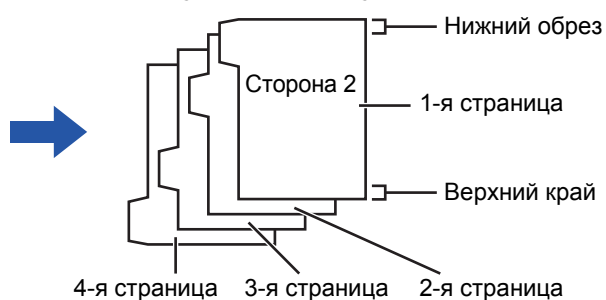 Нижний обрез
Сторона 2
1-я страница
Верхний край
4-я страница 3-я страница 2-я страница